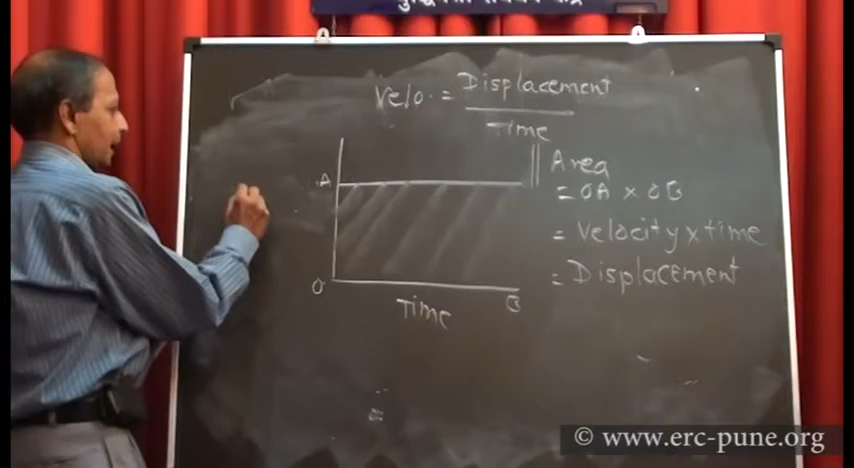 Velo. = Displacement
Time
|| Area
= OA × OB
= Velocity × time
= Displacement
A
O
Time
B
© www.erc-pune.org